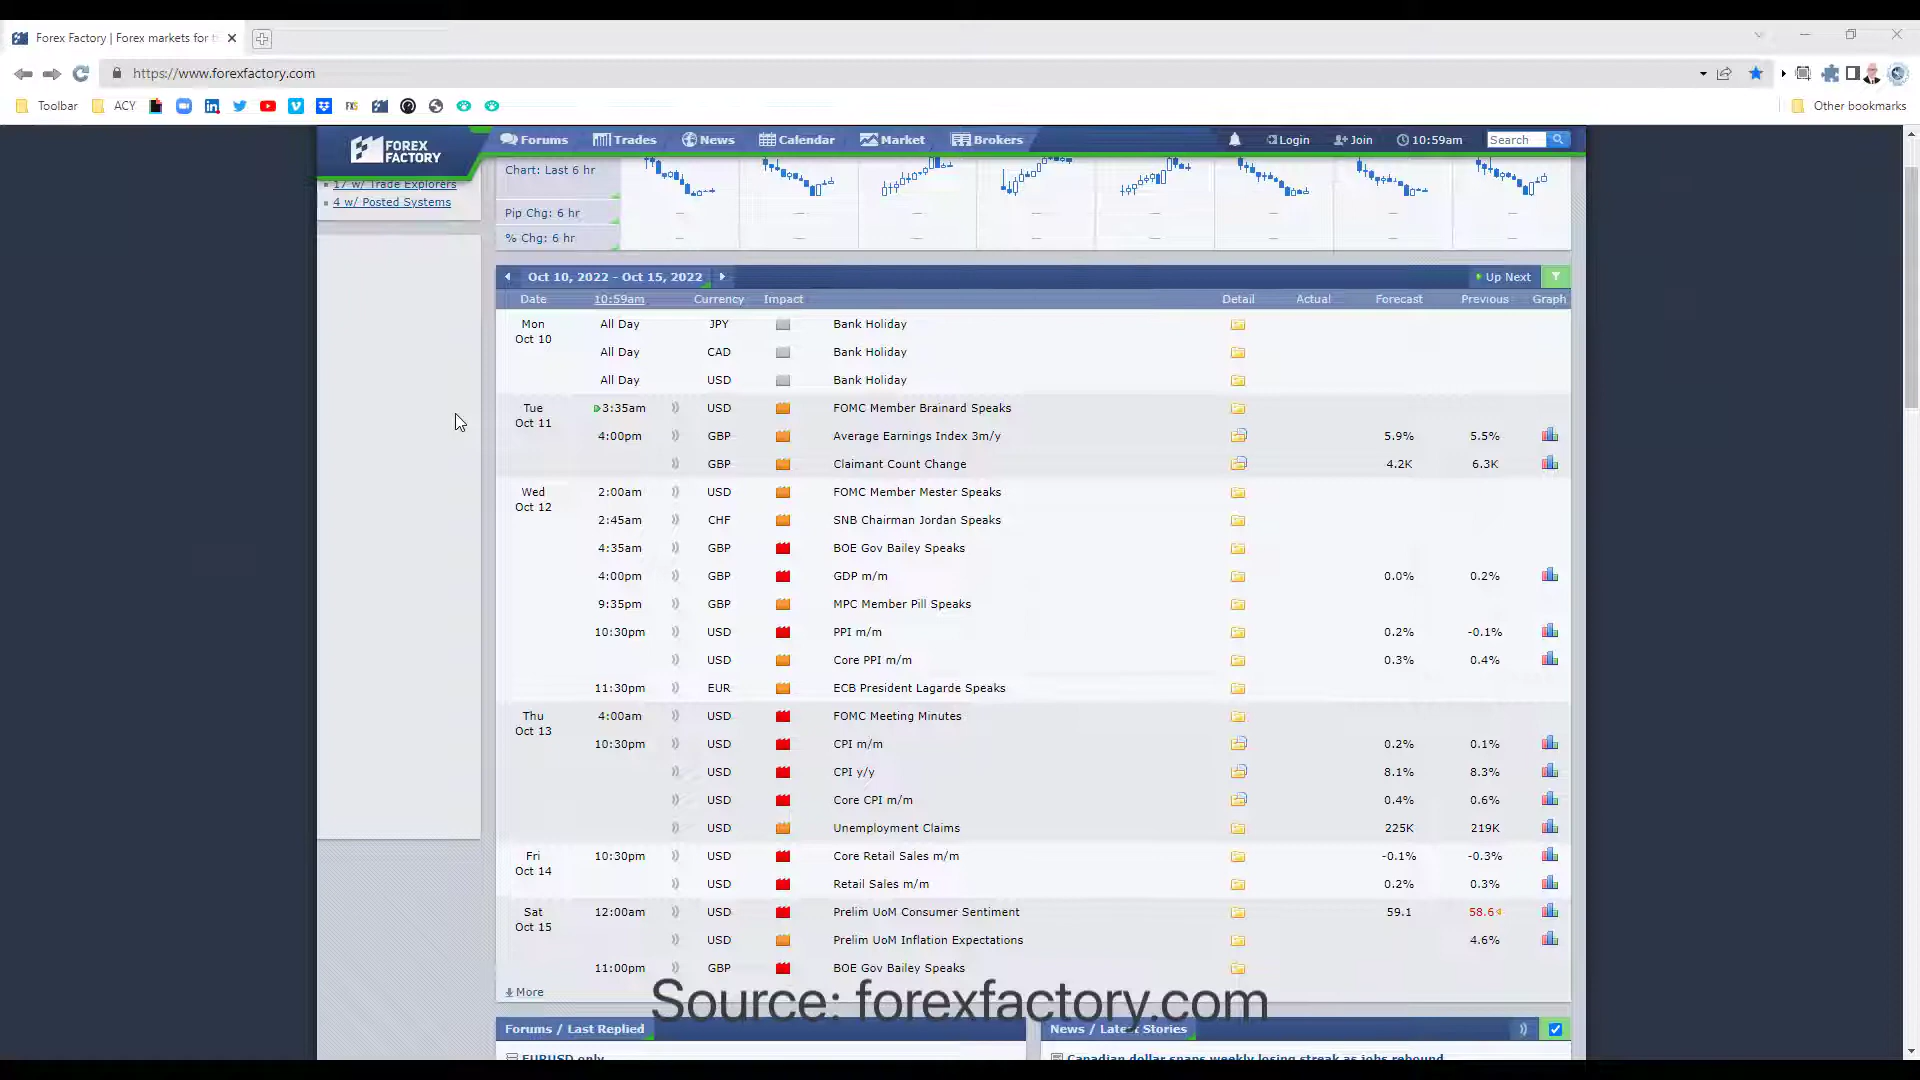 Forex Factory | Forex markets for t
https://www.forexfactory.com
Toolbar ACY FXS Other bookmarks
FOREX FACTORY Forums Trades News Calendar Market Brokers Login Join 10:59am Search
17 w/ Trade Explorers
4 w/ Posted Systems
Chart: Last 6 hr
Pip Chg: 6 hr — — — — — — — —
% Chg: 6 hr — — — — — — — —
Oct 10, 2022 - Oct 15, 2022 Up Next
Date 10:59am Currency Impact Detail Actual Forecast Previous Graph
Mon Oct 10 All Day JPY Bank Holiday
All Day CAD Bank Holiday
All Day USD Bank Holiday
Tue Oct 11 3:35am USD FOMC Member Brainard Speaks
4:00pm GBP Average Earnings Index 3m/y 5.9% 5.5%
GBP Claimant Count Change 4.2K 6.3K
Wed Oct 12 2:00am USD FOMC Member Mester Speaks
2:45am CHF SNB Chairman Jordan Speaks
4:35am GBP BOE Gov Bailey Speaks
4:00pm GBP GDP m/m 0.0% 0.2%
9:35pm GBP MPC Member Pill Speaks
10:30pm USD PPI m/m 0.2% -0.1%
USD Core PPI m/m 0.3% 0.4%
11:30pm EUR ECB President Lagarde Speaks
Thu Oct 13 4:00am USD FOMC Meeting Minutes
10:30pm USD CPI m/m 0.2% 0.1%
USD CPI y/y 8.1% 8.3%
USD Core CPI m/m 0.4% 0.6%
USD Unemployment Claims 225K 219K
Fri Oct 14 10:30pm USD Core Retail Sales m/m -0.1% -0.3%
USD Retail Sales m/m 0.2% 0.3%
Sat Oct 15 12:00am USD Prelim UoM Consumer Sentiment 59.1 58.6
USD Prelim UoM Inflation Expectations 4.6%
11:00pm GBP BOE Gov Bailey Speaks
More
Source: forexfactory.com
Forums / Last Replied News / Latest Stories
EURUSD only Canadian dollar snaps weekly losing streak as jobs rebound